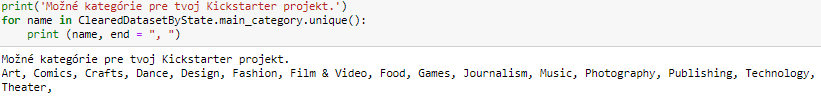 print('Možné kategórie pre tvoj Kickstarter projekt.')
for name in ClearedDatasetByState.main_category.unique():
    print (name, end = ", ")
Možné kategórie pre tvoj Kickstarter projekt.
Art, Comics, Crafts, Dance, Design, Fashion, Film & Video, Food, Games, Journalism, Music, Photography, Publishing, Technology,
Theater,